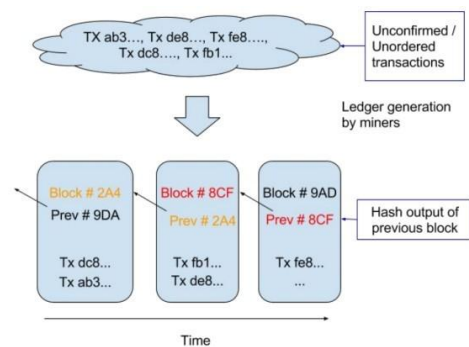 TX ab3…, Tx de8…, Tx fe8….,
Tx dc8…., Tx fb1...
Unconfirmed /
Unordered
transactions
Ledger generation
by miners
Block # 2A4
Prev # 9DA
Tx dc8...
Tx ab3...
Block # 8CF
Prev # 2A4
Tx fb1...
Tx de8...
Block # 9AD
Prev # 8CF
Tx fe8...
...
Hash output of
previous block
Time